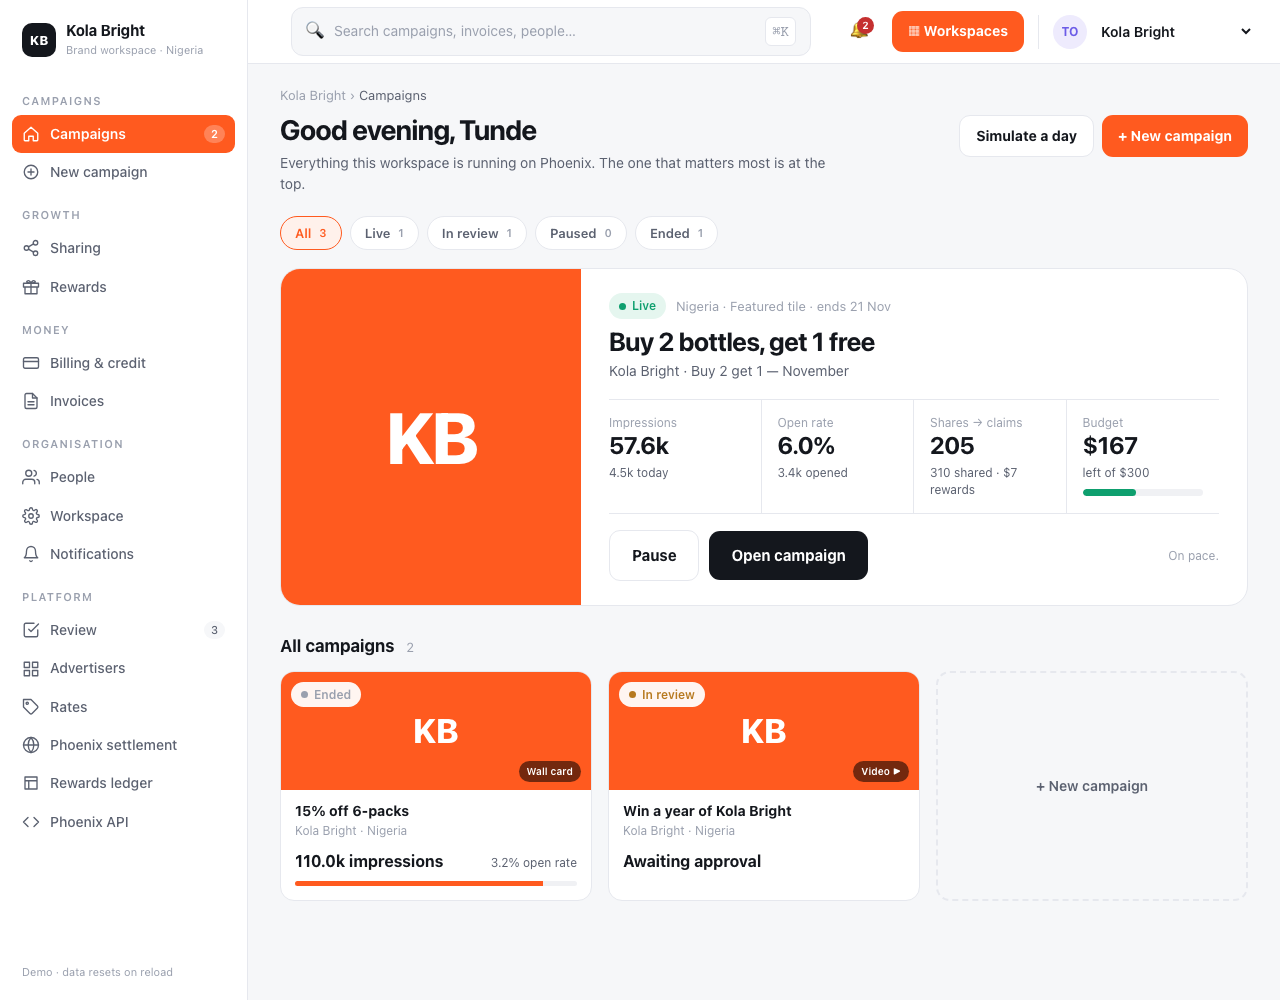 KB
Kola Bright
Brand workspace · Nigeria
CAMPAIGNS
Campaigns 2
New campaign
GROWTH
Sharing
Rewards
MONEY
Billing & credit
Invoices
ORGANISATION
People
Workspace
Notifications
PLATFORM
Review 3
Advertisers
Rates
Phoenix settlement
Rewards ledger
Phoenix API
Demo · data resets on reload
Search campaigns, invoices, people… ⌘K
2
Workspaces
TO
Kola Bright
Kola Bright › Campaigns
Good evening, Tunde
Everything this workspace is running on Phoenix. The one that matters most is at the
top.
Simulate a day
+ New campaign
All 3
Live 1
In review 1
Paused 0
Ended 1
KB
Live
Nigeria · Featured tile · ends 21 Nov
Buy 2 bottles, get 1 free
Kola Bright · Buy 2 get 1 — November
Impressions
57.6k
4.5k today
Open rate
6.0%
3.4k opened
Shares → claims
205
310 shared · $7
rewards
Budget
$167
left of $300
Pause
Open campaign
On pace.
All campaigns 2
Ended
KB
Wall card
15% off 6-packs
Kola Bright · Nigeria
110.0k impressions
3.2% open rate
In review
KB
Video ▶
Win a year of Kola Bright
Kola Bright · Nigeria
Awaiting approval
+ New campaign